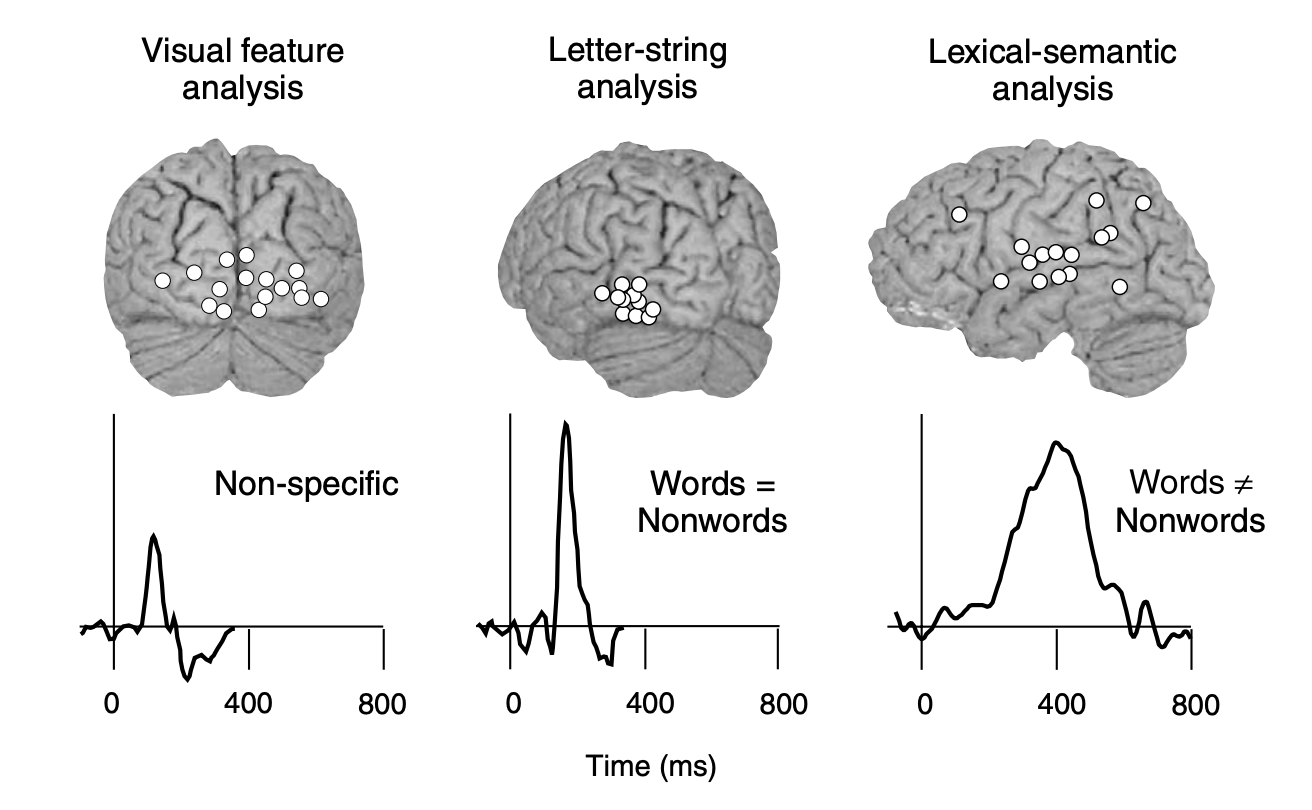 Visual feature
analysis
Letter-string
analysis
Lexical-semantic
analysis
Non-specific
Words =
Nonwords
Words ≠
Nonwords
0 400 800
0 400 800
0 400 800
Time (ms)